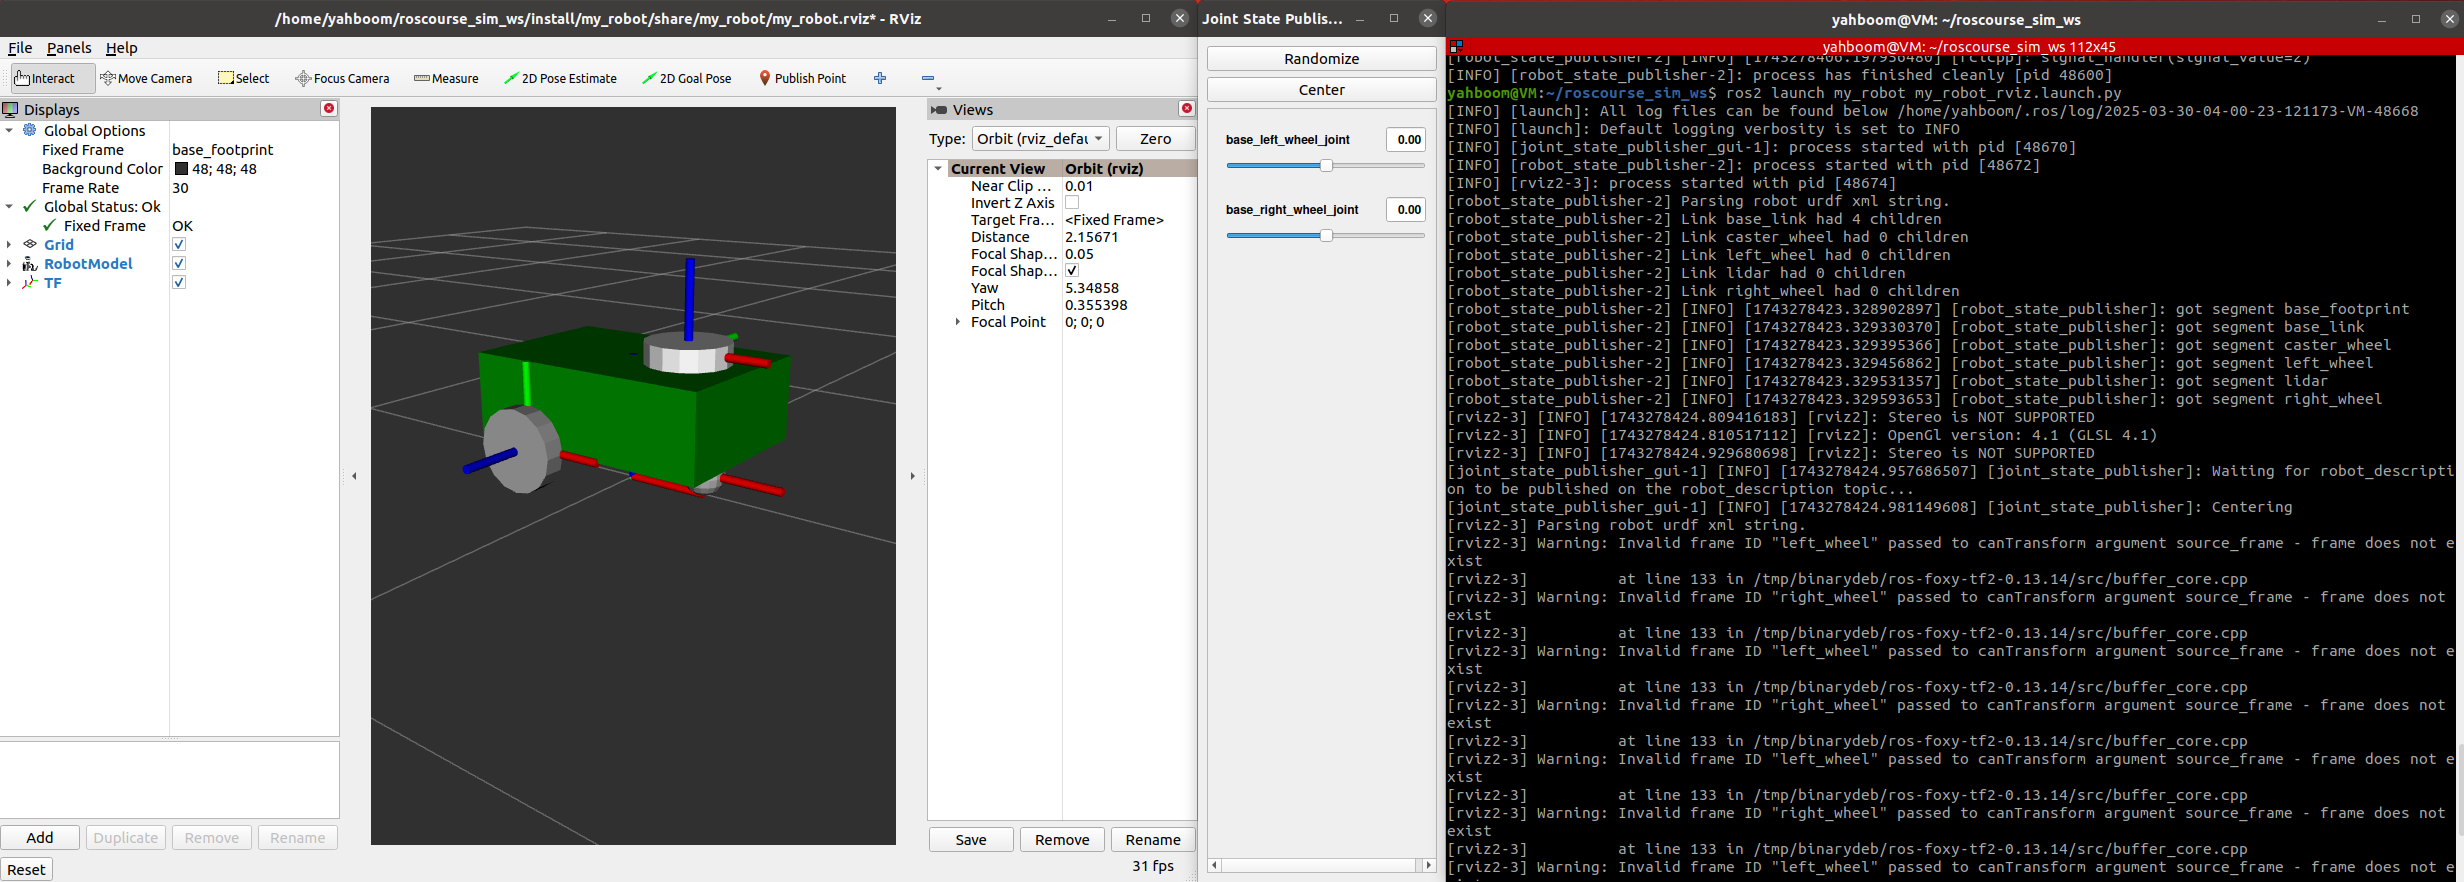 /home/yahboom/roscourse_sim_ws/install/my_robot/share/my_robot/my_robot.rviz* - RViz
File Panels Help
Interact Move Camera Select Focus Camera Measure 2D Pose Estimate 2D Goal Pose Publish Point
Displays
Global Options
Fixed Frame base_footprint
Background Color 48; 48; 48
Frame Rate 30
Global Status: Ok
Fixed Frame OK
Grid
RobotModel
TF
Add Duplicate Remove Rename
Reset
Views
Type: Orbit (rviz_defau Zero
Current View Orbit (rviz)
Near Clip ... 0.01
Invert Z Axis
Target Fra... <Fixed Frame>
Distance 2.15671
Focal Shap... 0.05
Focal Shap...
Yaw 5.34858
Pitch 0.355398
Focal Point 0; 0; 0
Save Remove Rename
31 fps
Joint State Publis...
Randomize
Center
base_left_wheel_joint 0.00
base_right_wheel_joint 0.00
yahboom@VM: ~/roscourse_sim_ws
yahboom@VM: ~/roscourse_sim_ws 112x45
[robot_state_publisher-2] [INFO] [1743278406.197956480] [rclcpp]: signal_handler(signal_value=2)
[INFO] [robot_state_publisher-2]: process has finished cleanly [pid 48600]
yahboom@VM:~/roscourse_sim_ws$ ros2 launch my_robot my_robot_rviz.launch.py
[INFO] [launch]: All log files can be found below /home/yahboom/.ros/log/2025-03-30-04-00-23-121173-VM-48668
[INFO] [launch]: Default logging verbosity is set to INFO
[INFO] [joint_state_publisher_gui-1]: process started with pid [48670]
[INFO] [robot_state_publisher-2]: process started with pid [48672]
[INFO] [rviz2-3]: process started with pid [48674]
[robot_state_publisher-2] Parsing robot urdf xml string.
[robot_state_publisher-2] Link base_link had 4 children
[robot_state_publisher-2] Link caster_wheel had 0 children
[robot_state_publisher-2] Link left_wheel had 0 children
[robot_state_publisher-2] Link lidar had 0 children
[robot_state_publisher-2] Link right_wheel had 0 children
[robot_state_publisher-2] [INFO] [1743278423.328902897] [robot_state_publisher]: got segment base_footprint
[robot_state_publisher-2] [INFO] [1743278423.329330370] [robot_state_publisher]: got segment base_link
[robot_state_publisher-2] [INFO] [1743278423.329395366] [robot_state_publisher]: got segment caster_wheel
[robot_state_publisher-2] [INFO] [1743278423.329456862] [robot_state_publisher]: got segment left_wheel
[robot_state_publisher-2] [INFO] [1743278423.329531357] [robot_state_publisher]: got segment lidar
[robot_state_publisher-2] [INFO] [1743278423.329593653] [robot_state_publisher]: got segment right_wheel
[rviz2-3] [INFO] [1743278424.809416183] [rviz2]: Stereo is NOT SUPPORTED
[rviz2-3] [INFO] [1743278424.810517112] [rviz2]: OpenGl version: 4.1 (GLSL 4.1)
[rviz2-3] [INFO] [1743278424.929680698] [rviz2]: Stereo is NOT SUPPORTED
[joint_state_publisher_gui-1] [INFO] [1743278424.957686507] [joint_state_publisher]: Waiting for robot_descripti
on to be published on the robot_description topic...
[joint_state_publisher_gui-1] [INFO] [1743278424.981149608] [joint_state_publisher]: Centering
[rviz2-3] Parsing robot urdf xml string.
[rviz2-3] Warning: Invalid frame ID "left_wheel" passed to canTransform argument source_frame - frame does not e
xist
[rviz2-3] at line 133 in /tmp/binarydeb/ros-foxy-tf2-0.13.14/src/buffer_core.cpp
[rviz2-3] Warning: Invalid frame ID "right_wheel" passed to canTransform argument source_frame - frame does not
exist
[rviz2-3] at line 133 in /tmp/binarydeb/ros-foxy-tf2-0.13.14/src/buffer_core.cpp
[rviz2-3] Warning: Invalid frame ID "left_wheel" passed to canTransform argument source_frame - frame does not e
xist
[rviz2-3] at line 133 in /tmp/binarydeb/ros-foxy-tf2-0.13.14/src/buffer_core.cpp
[rviz2-3] Warning: Invalid frame ID "right_wheel" passed to canTransform argument source_frame - frame does not
exist
[rviz2-3] at line 133 in /tmp/binarydeb/ros-foxy-tf2-0.13.14/src/buffer_core.cpp
[rviz2-3] Warning: Invalid frame ID "left_wheel" passed to canTransform argument source_frame - frame does not e
xist
[rviz2-3] at line 133 in /tmp/binarydeb/ros-foxy-tf2-0.13.14/src/buffer_core.cpp
[rviz2-3] Warning: Invalid frame ID "right_wheel" passed to canTransform argument source_frame - frame does not
exist
[rviz2-3] at line 133 in /tmp/binarydeb/ros-foxy-tf2-0.13.14/src/buffer_core.cpp
[rviz2-3] Warning: Invalid frame ID "left_wheel" passed to canTransform argument source_frame - frame does not e